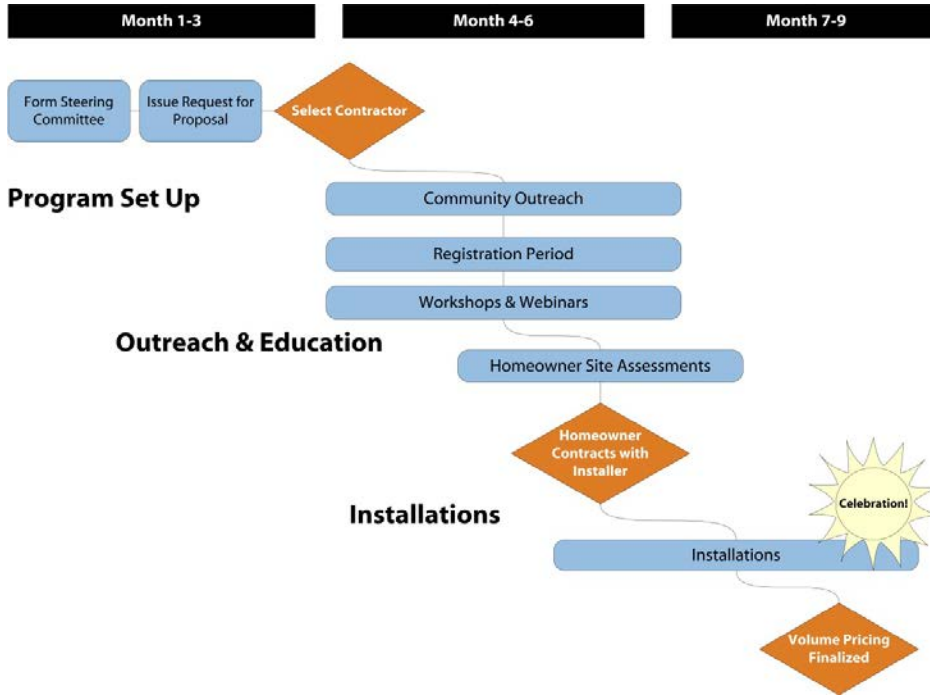 Month 1-3
Month 4-6
Month 7-9
Form Steering
Committee
Issue Request for
Proposal
Select Contractor
Program Set Up
Community Outreach
Registration Period
Workshops & Webinars
Outreach & Education
Homeowner Site Assessments
Homeowner
Contracts with
Installer
Celebration!
Installations
Installations
Volume Pricing
Finalized